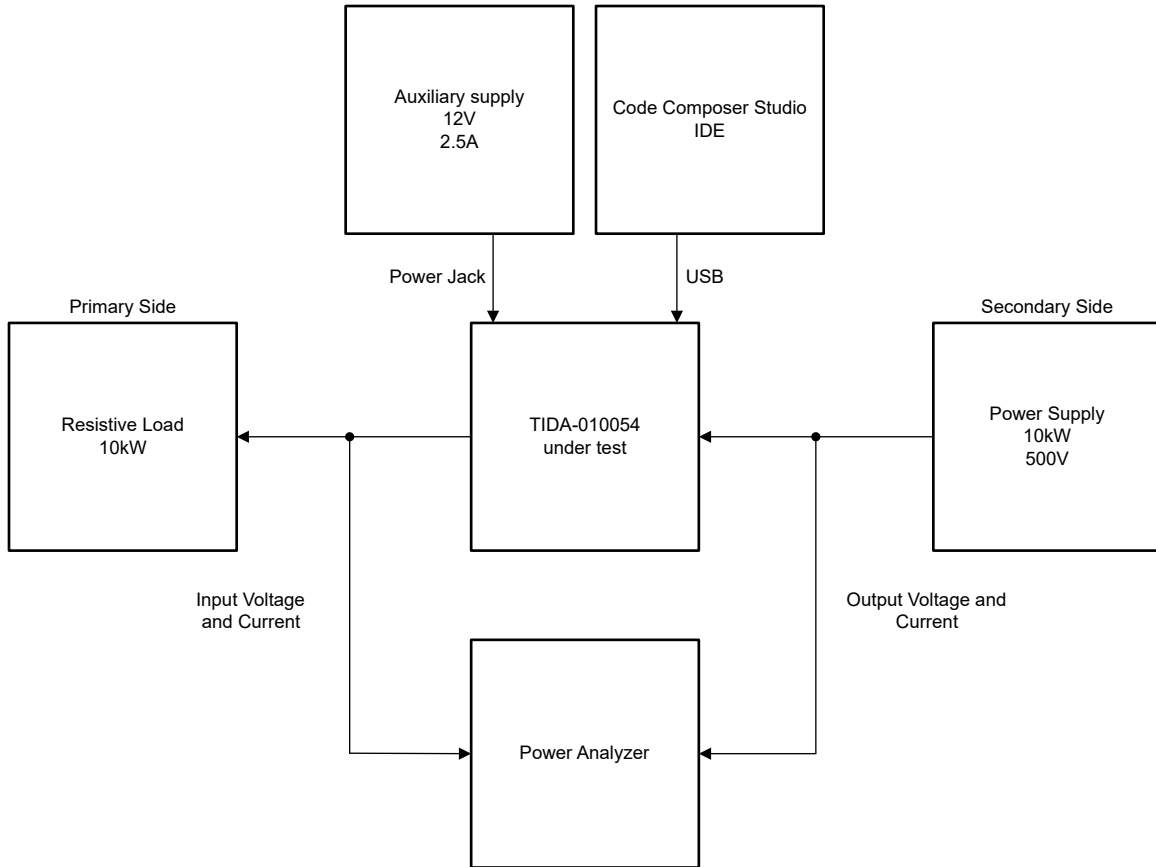 Auxiliary supply
12V
2.5A
Code Composer Studio
IDE
Power Jack
USB
Primary Side
Secondary Side
Resistive Load
10kW
TIDA-010054
under test
Power Supply
10kW
500V
Input Voltage
and Current
Output Voltage and
Current
Power Analyzer